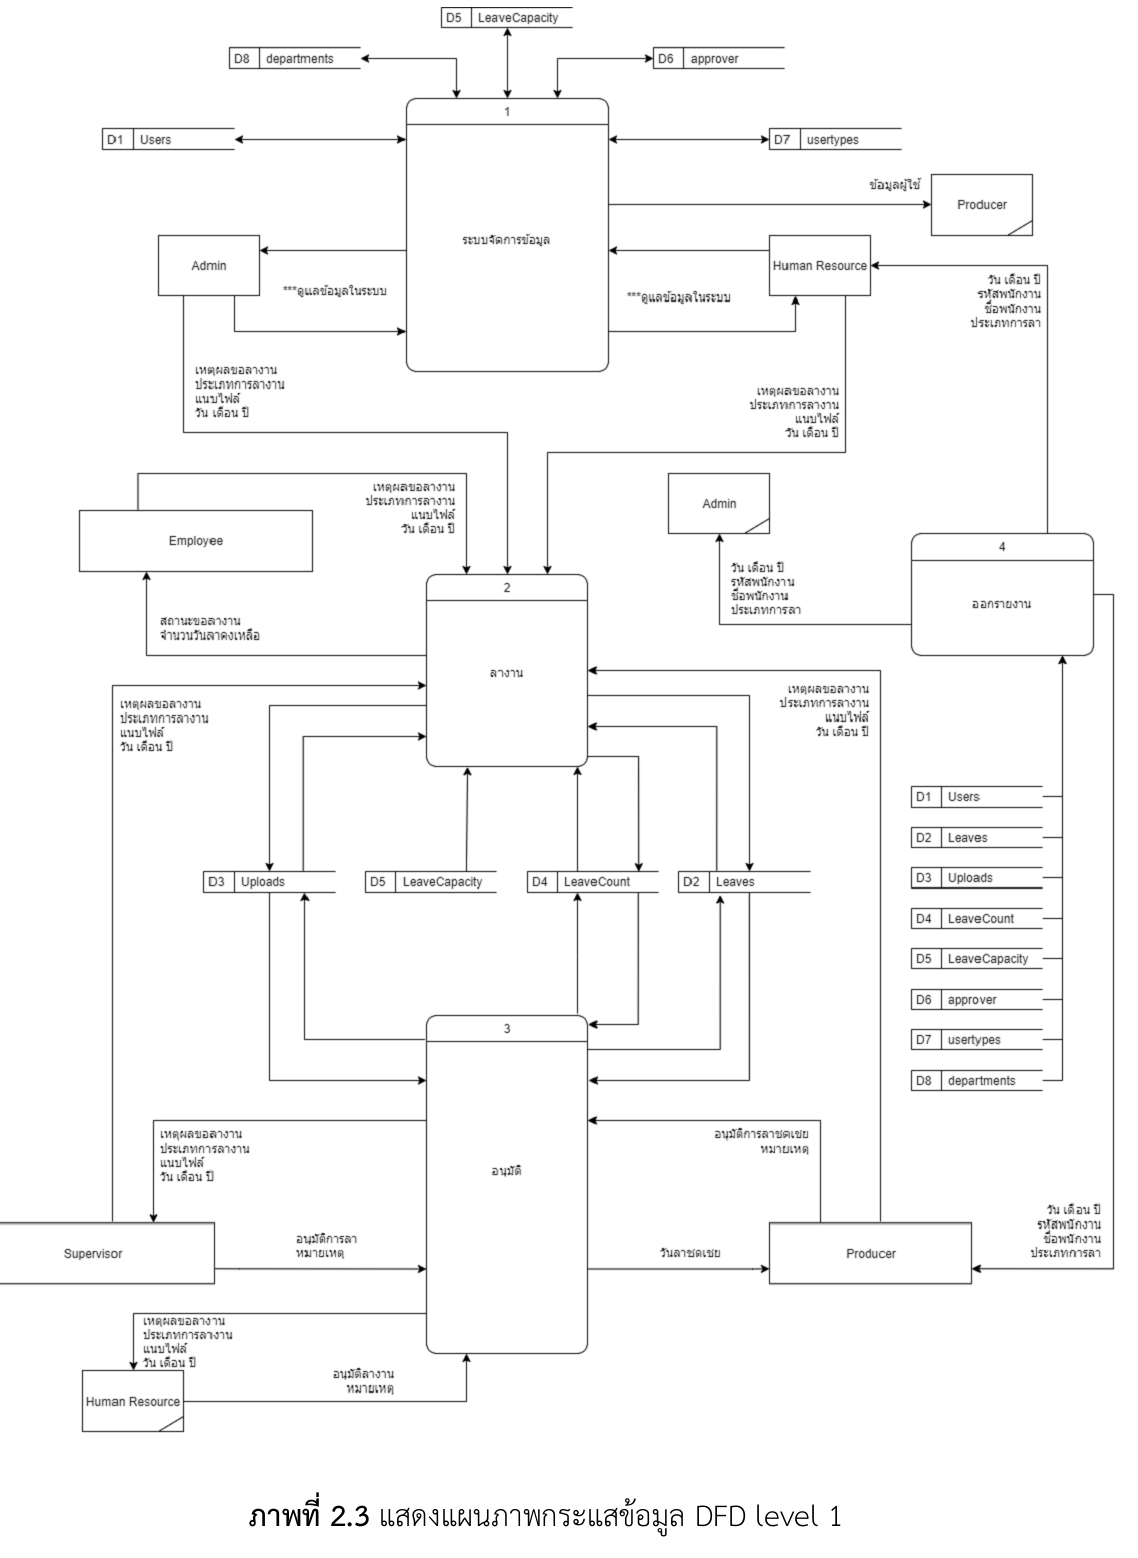 D5 LeaveCapacity
D8 departments
D6 approver
1
D1 Users
D7 usertypes
ข้อมูลผู้ใช้
Producer
ระบบจัดการข้อมูล
Admin
Human Resource
***ดูแลข้อมูลในระบบ
***ดูแลข้อมูลในระบบ
วัน เดือน ปี
รหัสพนักงาน
ชื่อพนักงาน
ประเภทการลา
เหตุผลขอลางาน
ประเภทการลางาน
แนบไฟล์
วัน เดือน ปี
เหตุผลขอลางาน
ประเภทการลางาน
แนบไฟล์
วัน เดือน ปี
เหตุผลขอลางาน
ประเภทการลางาน
แนบไฟล์
วัน เดือน ปี
Employee
Admin
4
ออกรายงาน
วัน เดือน ปี
รหัสพนักงาน
ชื่อพนักงาน
ประเภทการลา
2
ลางาน
สถานะขอลางาน
จำนวนวันลาคงเหลือ
เหตุผลขอลางาน
ประเภทการลางาน
แนบไฟล์
วัน เดือน ปี
เหตุผลขอลางาน
ประเภทการลางาน
แนบไฟล์
วัน เดือน ปี
D1 Users
D2 Leaves
D3 Uploads
D4 LeaveCount
D5 LeaveCapacity
D6 approver
D7 usertypes
D8 departments
D3 Uploads
D5 LeaveCapacity
D4 LeaveCount
D2 Leaves
3
อนุมัติ
เหตุผลขอลางาน
ประเภทการลางาน
แนบไฟล์
วัน เดือน ปี
อนุมัติการลาชดเชย
หมายเหตุ
Supervisor
อนุมัติการลา
หมายเหตุ
วันลาชดเชย
Producer
วัน เดือน ปี
รหัสพนักงาน
ชื่อพนักงาน
ประเภทการลา
เหตุผลขอลางาน
ประเภทการลางาน
แนบไฟล์
วัน เดือน ปี
อนุมัติลางาน
หมายเหตุ
Human Resource
ภาพที่ 2.3 แสดงแผนภาพกระแสข้อมูล DFD level 1